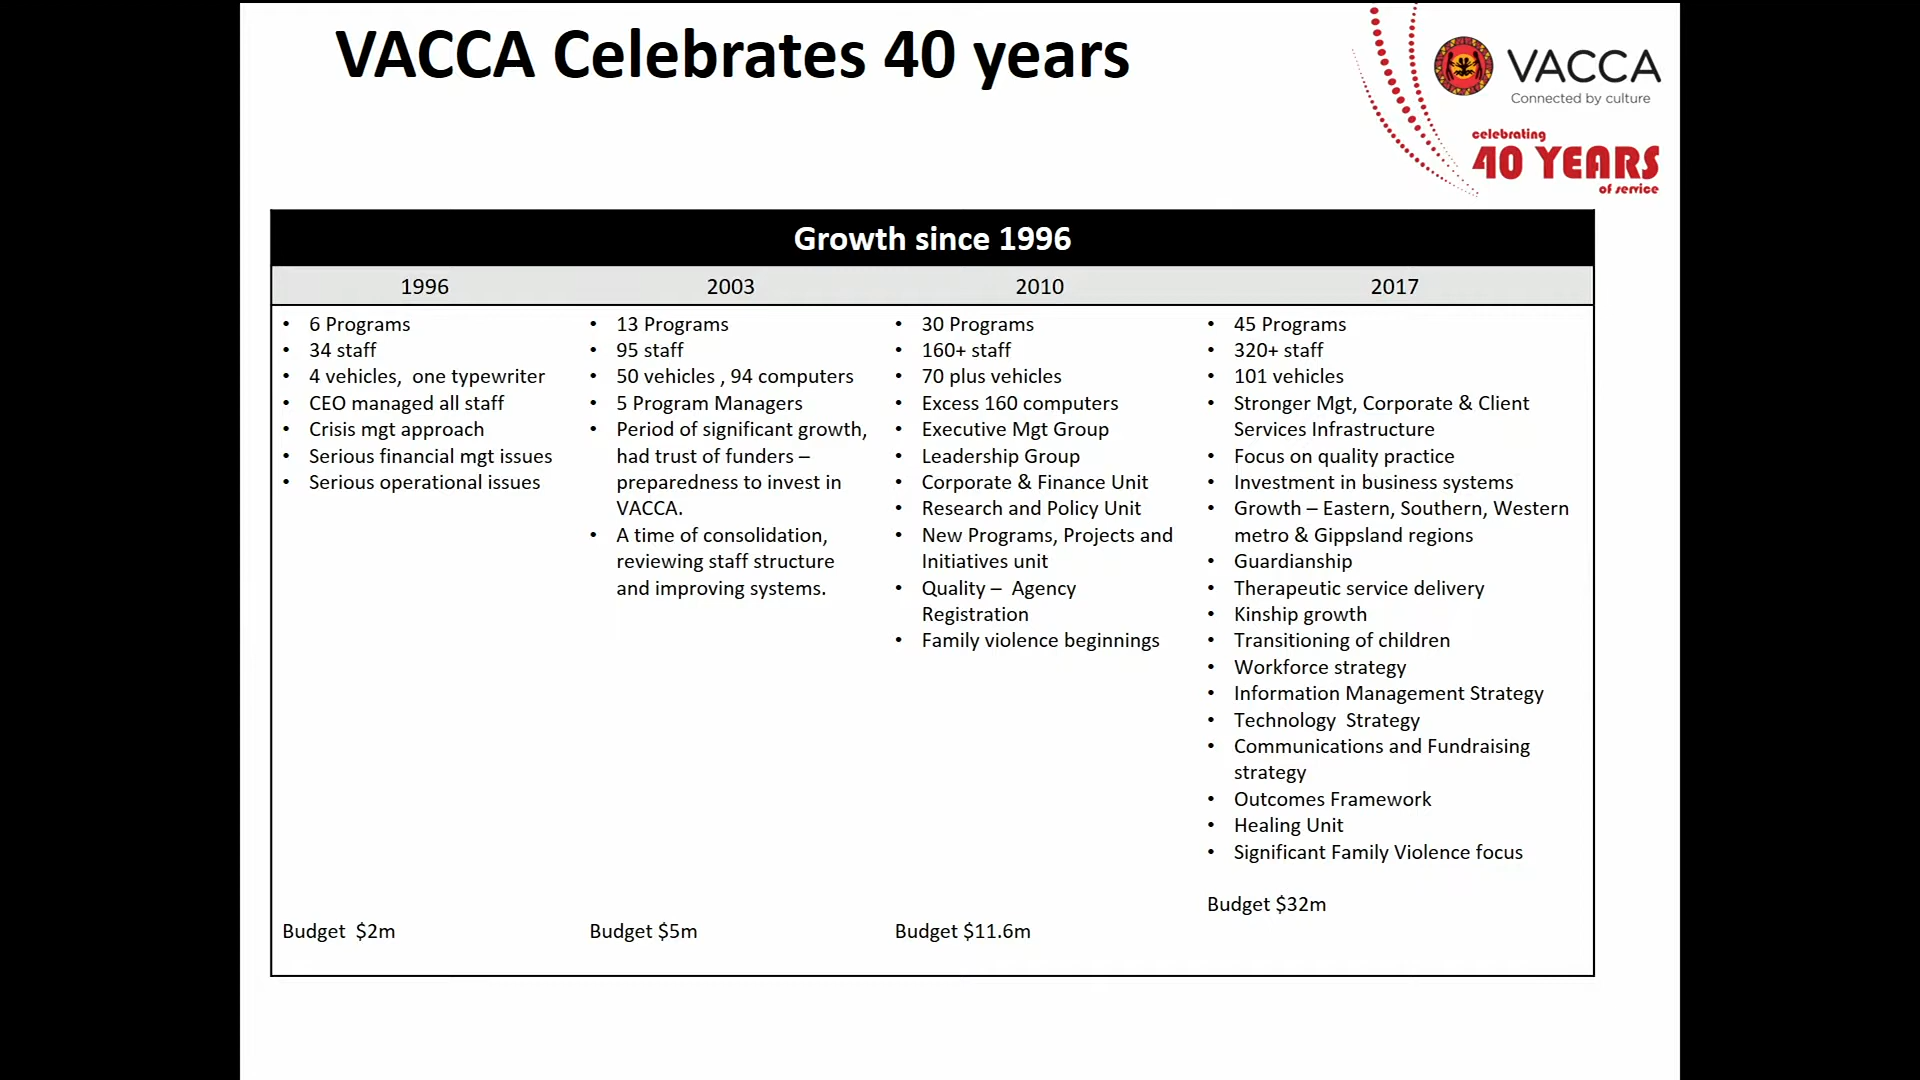 VACCA Celebrates 40 years
VACCA
Connected by culture
celebrating
40 YEARS
of service
Growth since 1996
1996
2003
2010
2017
• 6 Programs
• 34 staff
• 4 vehicles, one typewriter
• CEO managed all staff
• Crisis mgt approach
• Serious financial mgt issues
• Serious operational issues
Budget $2m
• 13 Programs
• 95 staff
• 50 vehicles , 94 computers
• 5 Program Managers
• Period of significant growth,
had trust of funders –
preparedness to invest in
VACCA.
• A time of consolidation,
reviewing staff structure
and improving systems.
Budget $5m
• 30 Programs
• 160+ staff
• 70 plus vehicles
• Excess 160 computers
• Executive Mgt Group
• Leadership Group
• Corporate & Finance Unit
• Research and Policy Unit
• New Programs, Projects and
Initiatives unit
• Quality – Agency
Registration
• Family violence beginnings
Budget $11.6m
• 45 Programs
• 320+ staff
• 101 vehicles
• Stronger Mgt, Corporate & Client
Services Infrastructure
• Focus on quality practice
• Investment in business systems
• Growth – Eastern, Southern, Western
metro & Gippsland regions
• Guardianship
• Therapeutic service delivery
• Kinship growth
• Transitioning of children
• Workforce strategy
• Information Management Strategy
• Technology Strategy
• Communications and Fundraising
strategy
• Outcomes Framework
• Healing Unit
• Significant Family Violence focus
Budget $32m